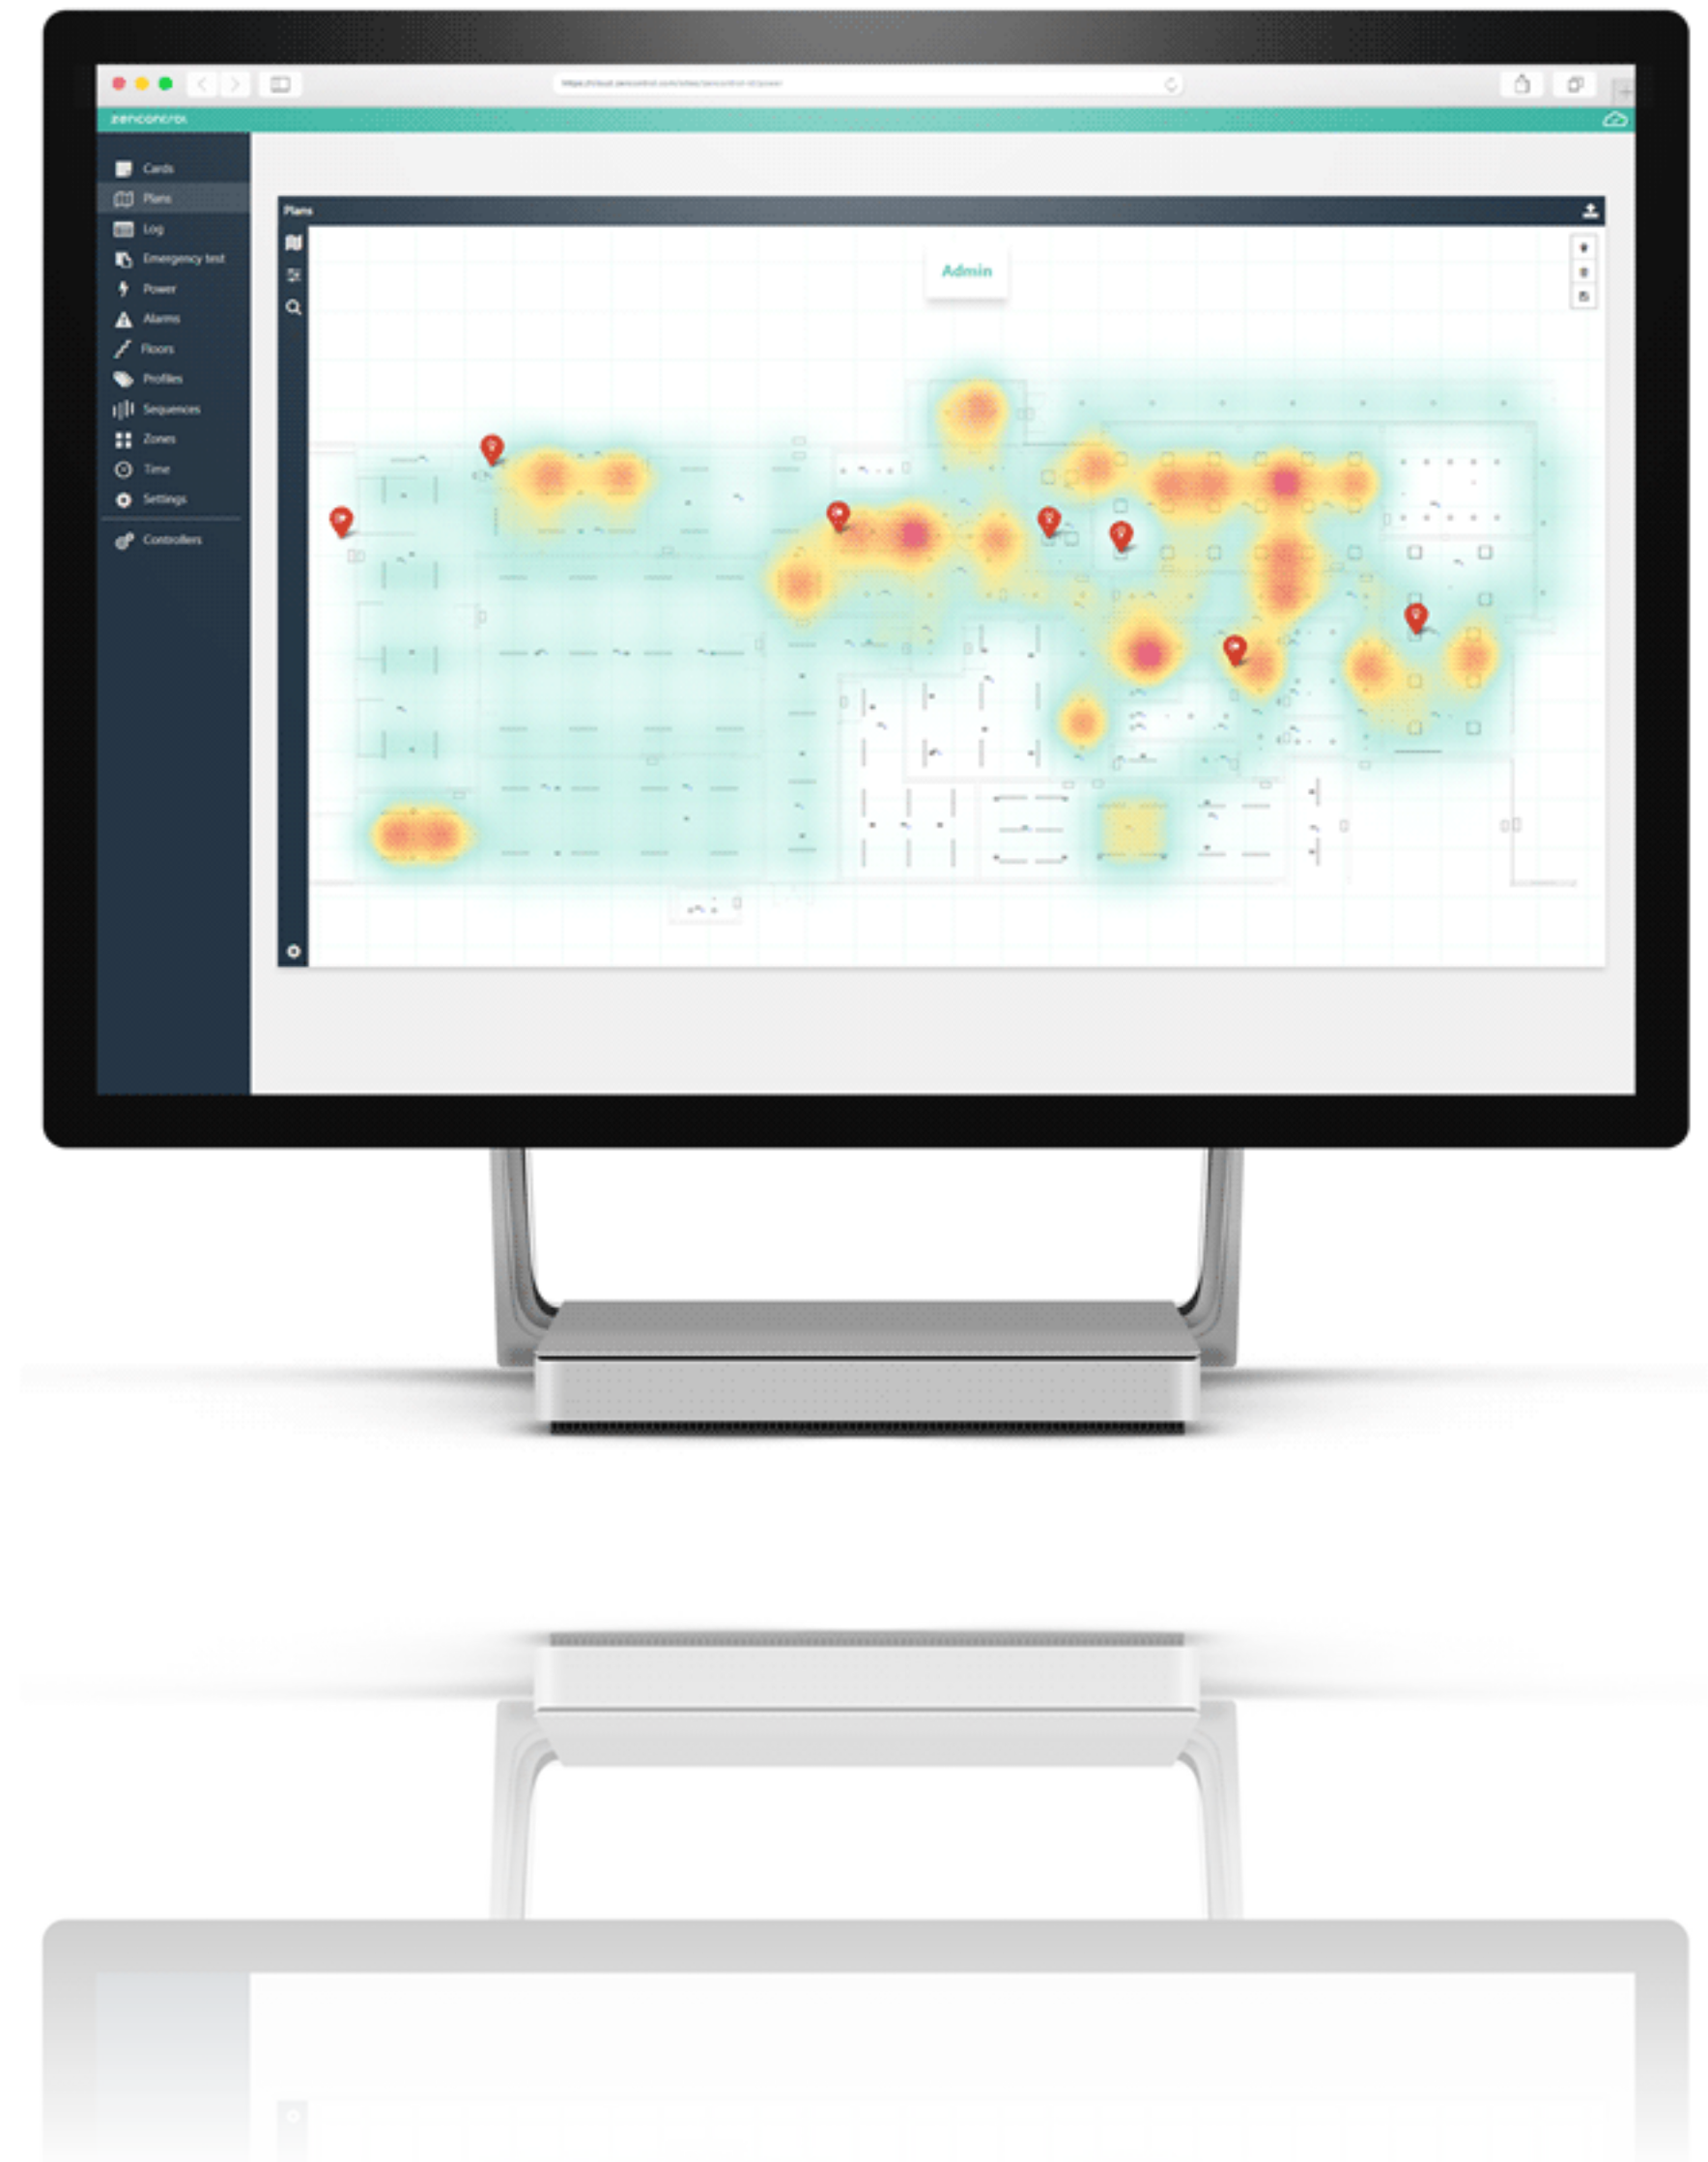 zencontrol
Cards
Plans
Log
Emergency test
Power
Alarms
Floors
Profiles
Sequences
Zones
Time
Settings
Controllers
Plans
Admin